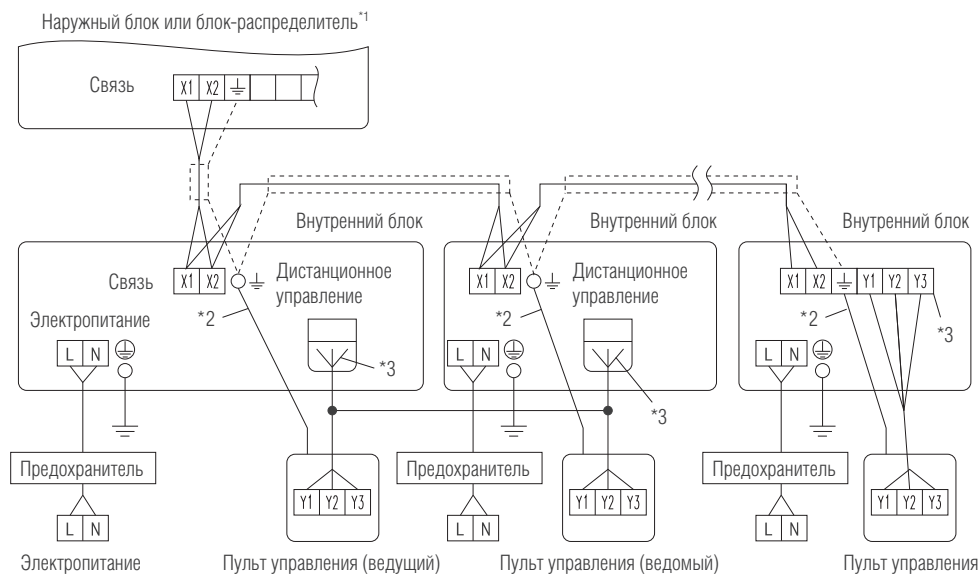 Наружный блок или блок-распределитель*1
Связь
X1 X2
Внутренний блок
Внутренний блок
Внутренний блок
Связь
X1 X2
Дистанционное
управление
X1 X2
Дистанционное
управление
X1 X2 Y1 Y2 Y3
*2
*2
*2
*3
Электропитание
L N
*3
L N
*3
L N
Предохранитель
Предохранитель
Предохранитель
Y1 Y2 Y3
Y1 Y2 Y3
Y1 Y2 Y3
L N
L N
L N
Электропитание
Пульт управления (ведущий)
Пульт управления (ведомый)
Пульт управления